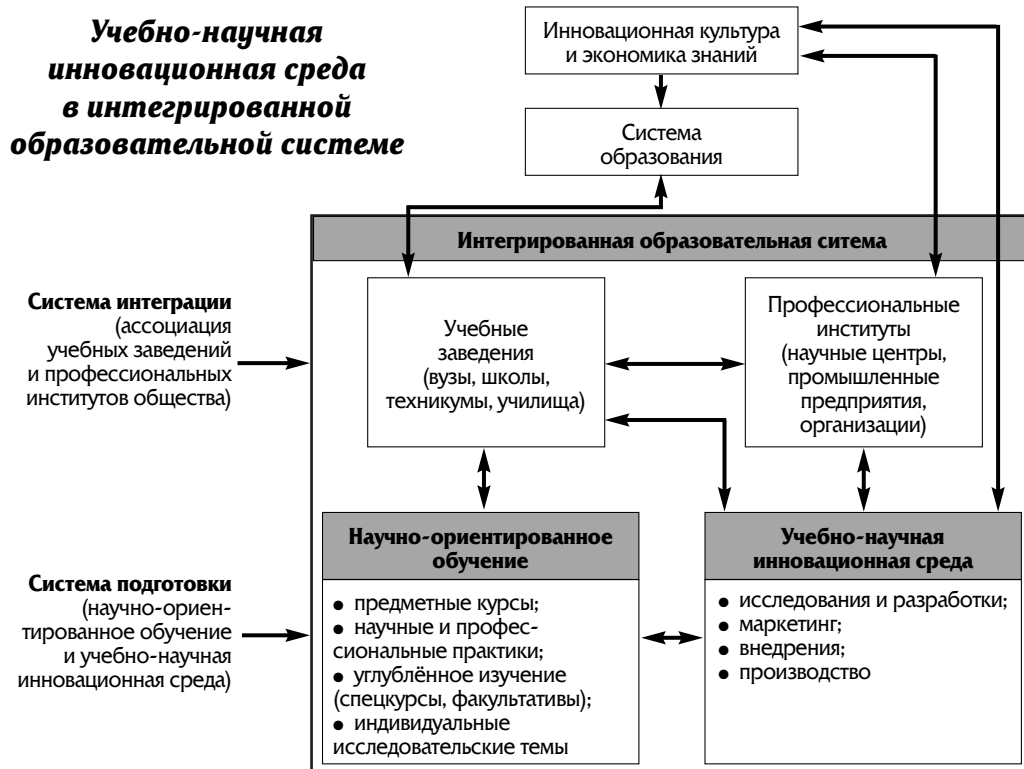 Учебно-научная
инновационная среда
в интегрированной
образовательной системе
Инновационная культура
и экономика знаний
Система
образования
Интегрированная образовательная ситема
Система интеграции
(ассоциация
учебных заведений
и профессиональных
институтов общества)
Учебные
заведения
(вузы, школы,
техникумы, училища)
Профессиональные
институты
(научные центры,
промышленные
предприятия,
организации)
Система подготовки
(научно-ориен-
тированное обучение
и учебно-научная
инновационная среда)
Научно-ориентированное
обучение
● предметные курсы;
● научные и профес-
сиональные практики;
● углублённое изучение
(спецкурсы, факультативы);
● индивидуальные
исследовательские темы
Учебно-научная
инновационная среда
● исследования и разработки;
● маркетинг;
● внедрения;
● производство